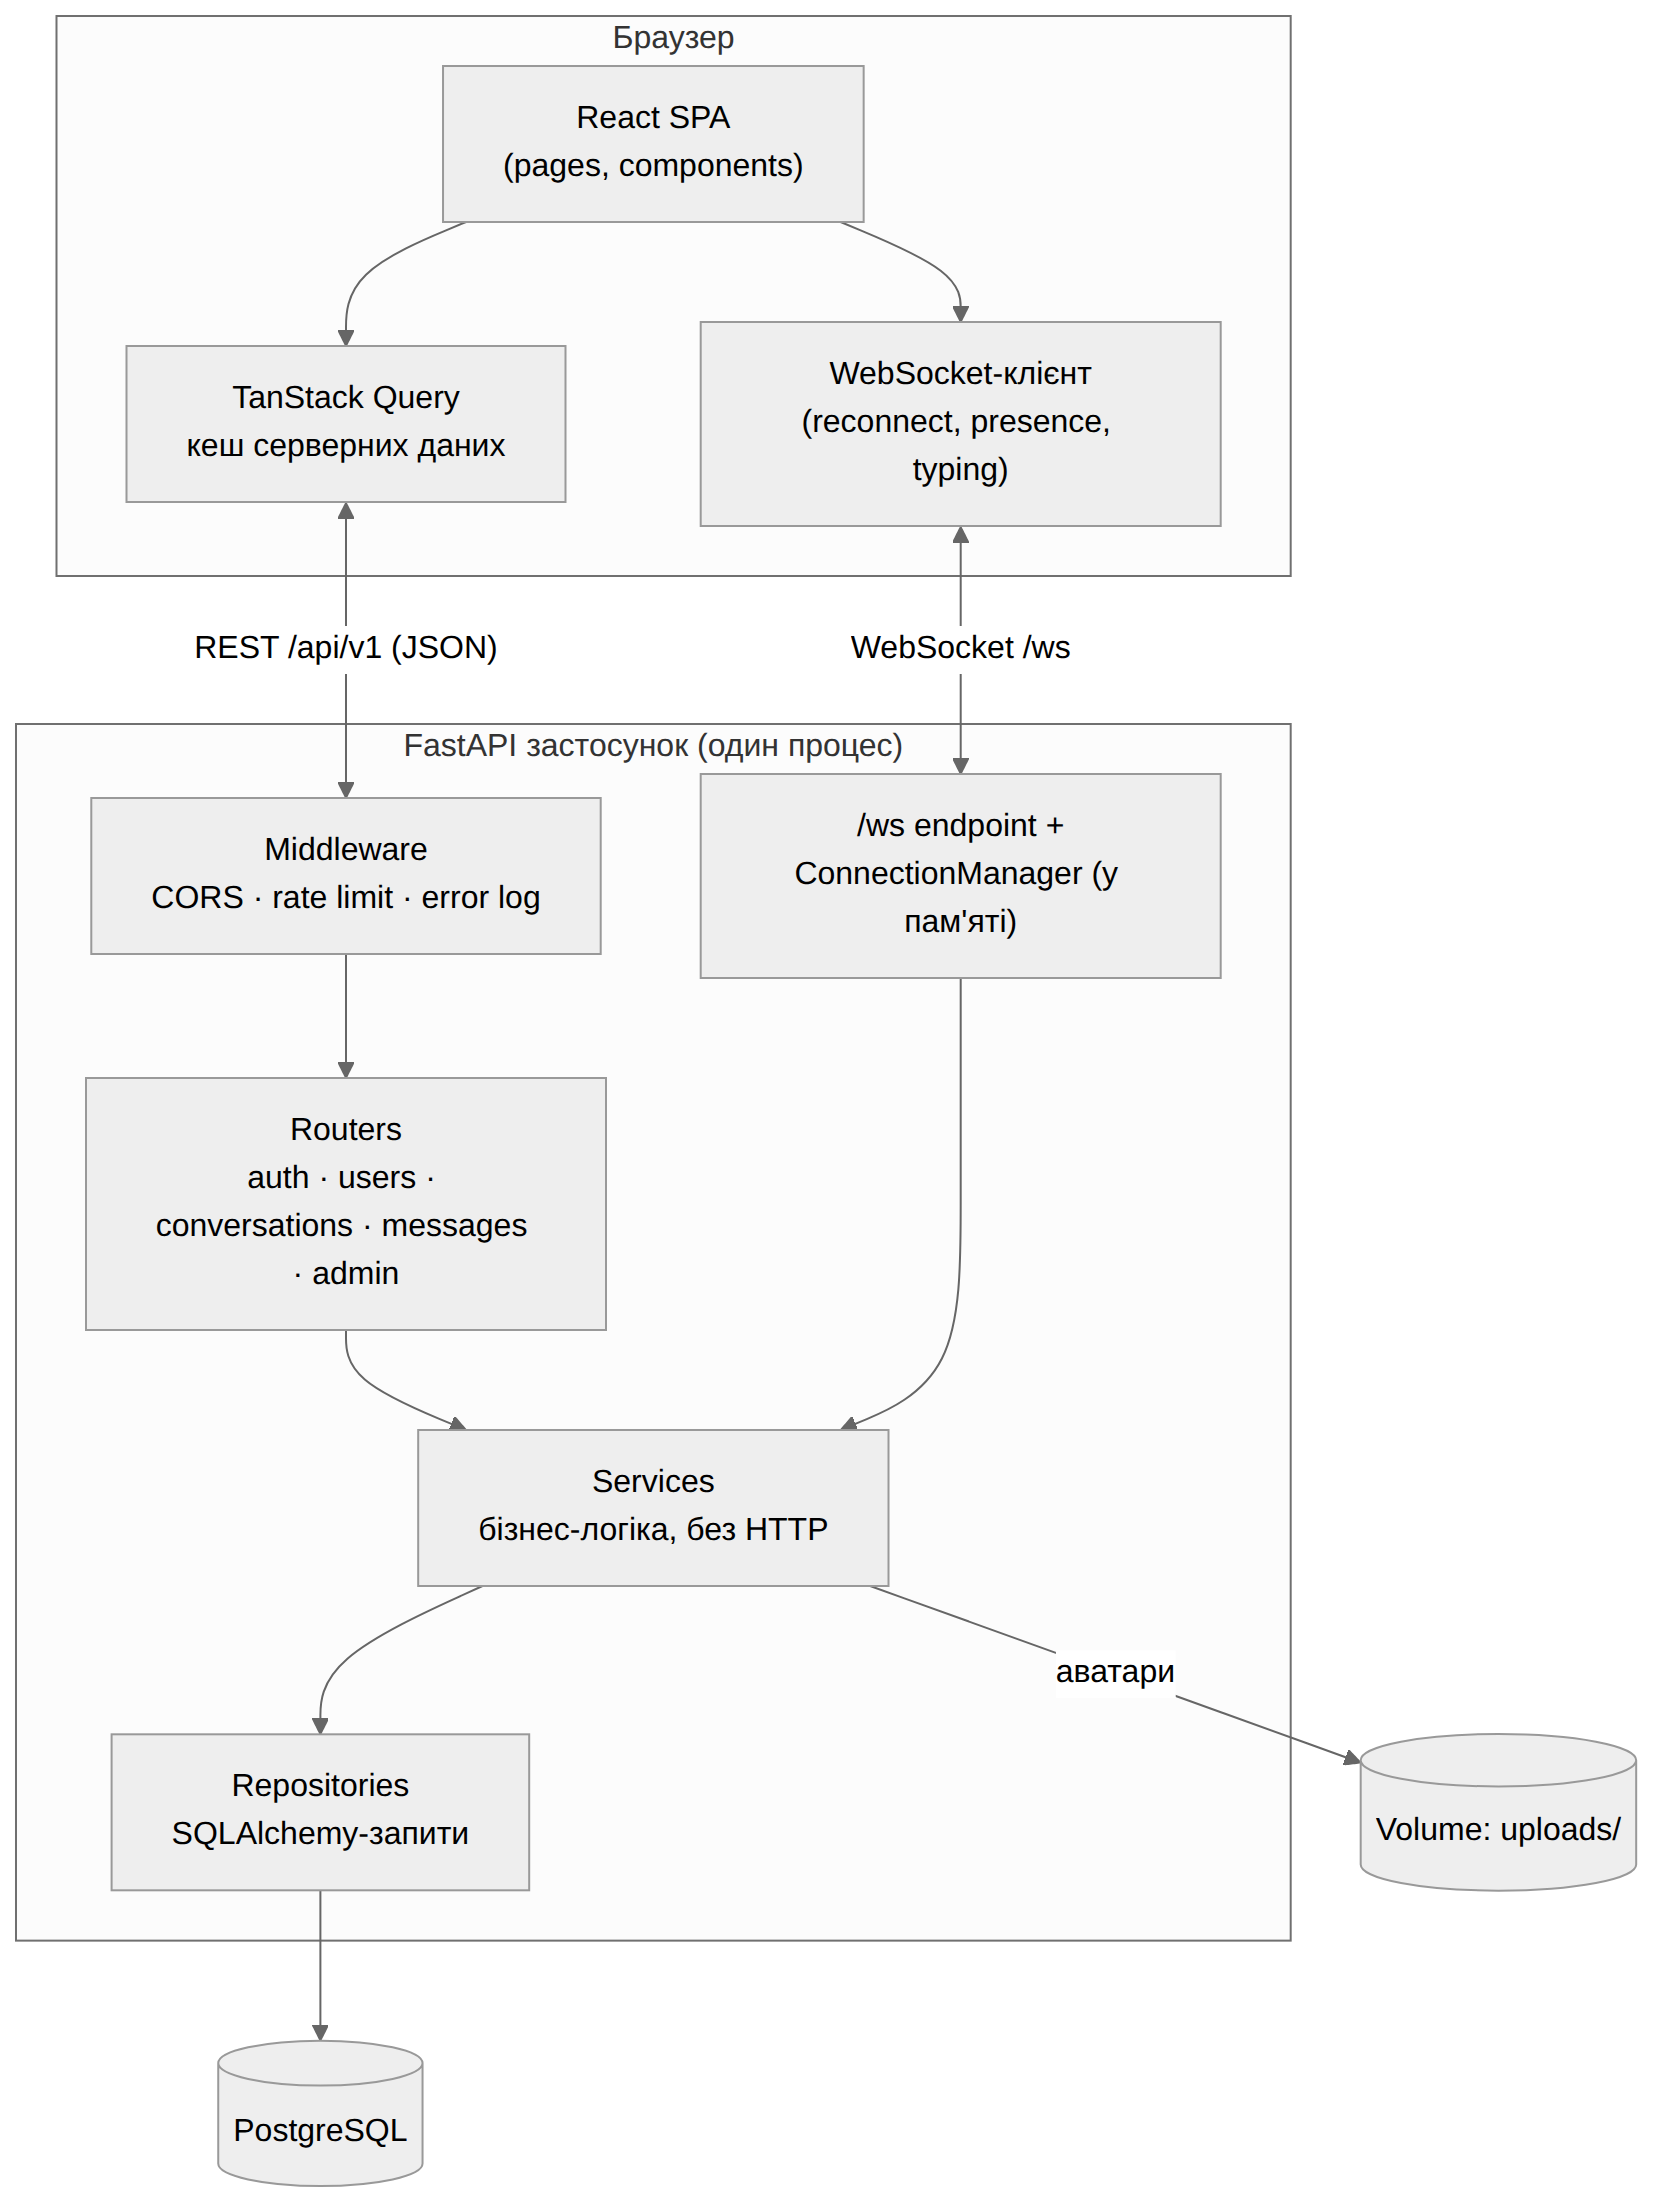 Браузер
React SPA
(pages, components)
TanStack Query
кеш серверних даних
WebSocket-клієнт
(reconnect, presence,
typing)
REST /api/v1 (JSON)
WebSocket /ws
FastAPI застосунок (один процес)
Middleware
CORS · rate limit · error log
/ws endpoint +
ConnectionManager (у
пам'яті)
Routers
auth · users ·
conversations · messages
· admin
Services
бізнес-логіка, без HTTP
аватари
Repositories
SQLAlchemy-запити
Volume: uploads/
PostgreSQL